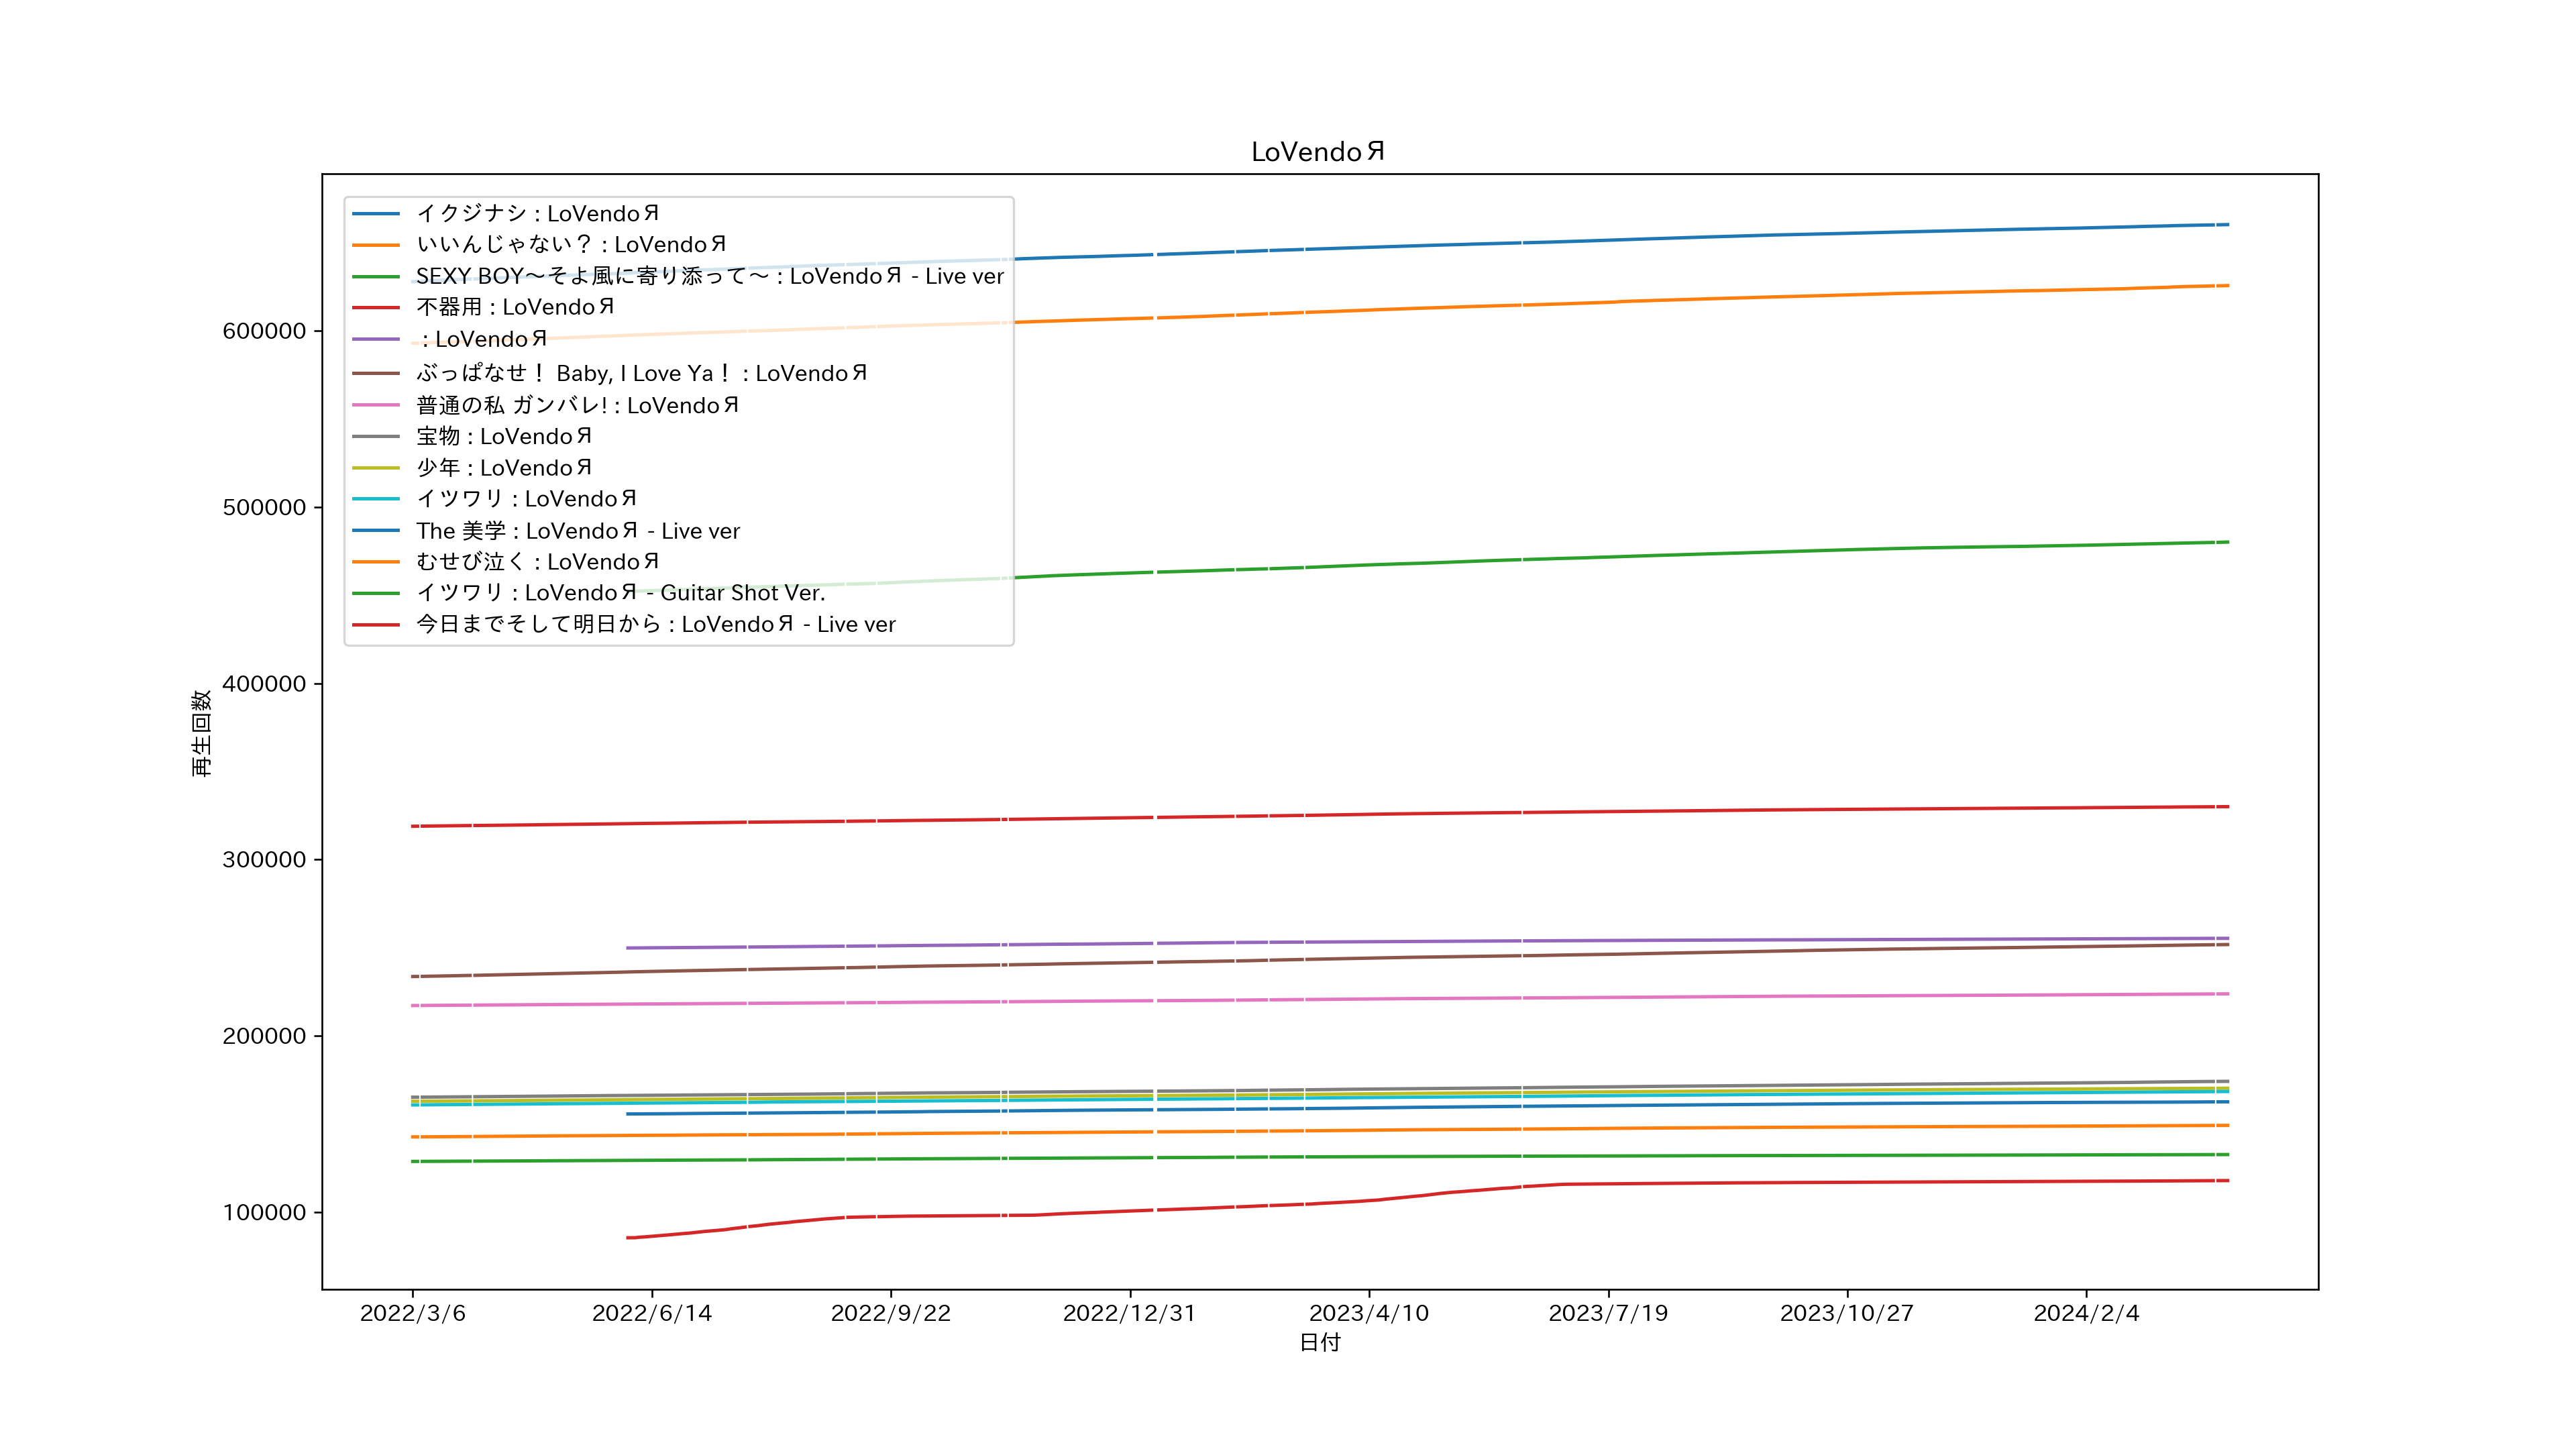 LoVendoЯ
イクジナシ : LoVendoЯ
いいんじゃない? : LoVendoЯ
SEXY BOY〜そよ風に寄り添って〜 : LoVendoЯ - Live ver
不器用 : LoVendoЯ
: LoVendoЯ
ぶっぱなせ! Baby, I Love Ya! : LoVendoЯ
普通の私 ガンバレ! : LoVendoЯ
宝物 : LoVendoЯ
少年 : LoVendoЯ
イツワリ : LoVendoЯ
The 美学 : LoVendoЯ - Live ver
むせび泣く : LoVendoЯ
イツワリ : LoVendoЯ - Guitar Shot Ver.
今日までそして明日から : LoVendoЯ - Live ver
600000
500000
400000
300000
200000
100000
再生回数
2022/3/6
2022/6/14
2022/9/22
2022/12/31
2023/4/10
2023/7/19
2023/10/27
2024/2/4
日付